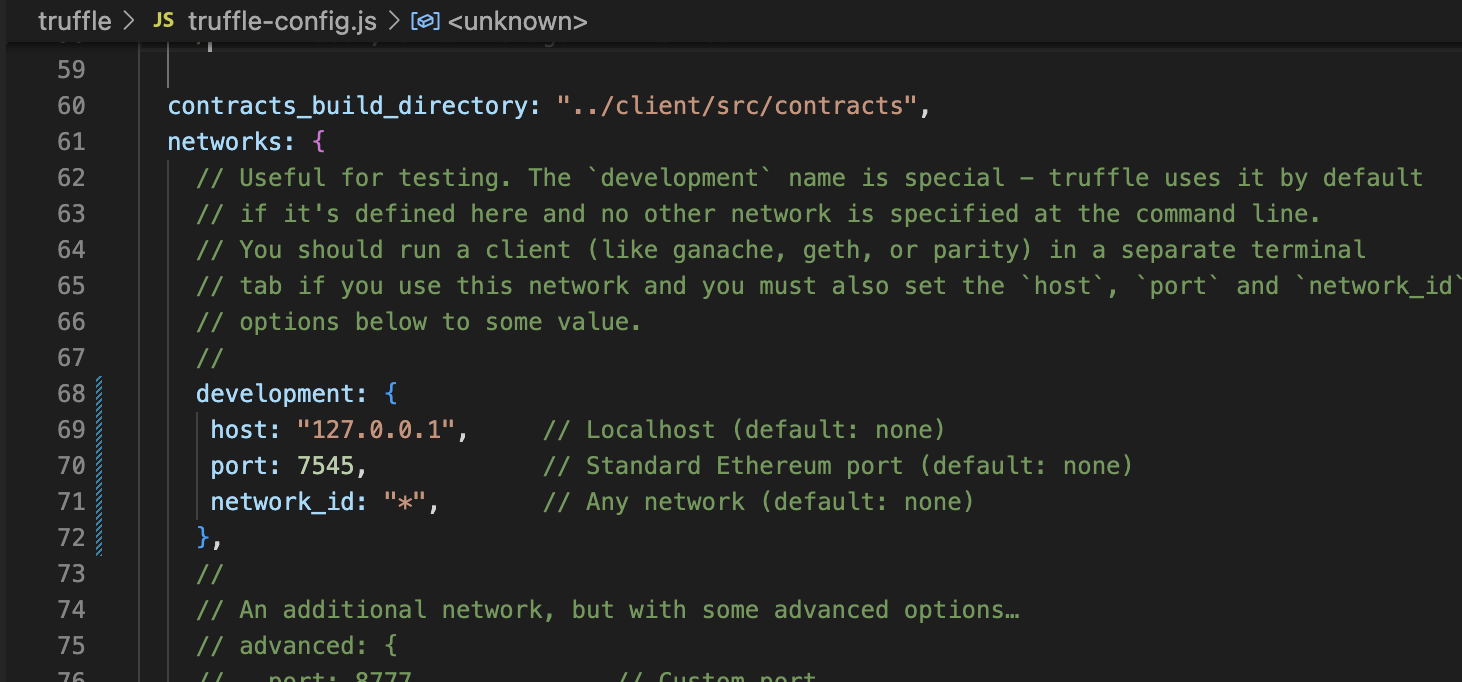 truffle > JS truffle-config.js > <unknown>
59
60 contracts_build_directory: "../client/src/contracts",
61 networks: {
62 // Useful for testing. The `development` name is special – truffle uses it by default
63 // if it's defined here and no other network is specified at the command line.
64 // You should run a client (like ganache, geth, or parity) in a separate terminal
65 // tab if you use this network and you must also set the `host`, `port` and `network_id`
66 // options below to some value.
67 //
68 development: {
69 host: "127.0.0.1", // Localhost (default: none)
70 port: 7545, // Standard Ethereum port (default: none)
71 network_id: "*", // Any network (default: none)
72 },
73 //
74 // An additional network, but with some advanced options…
75 // advanced: {
76 // port: 8777, // Custom port